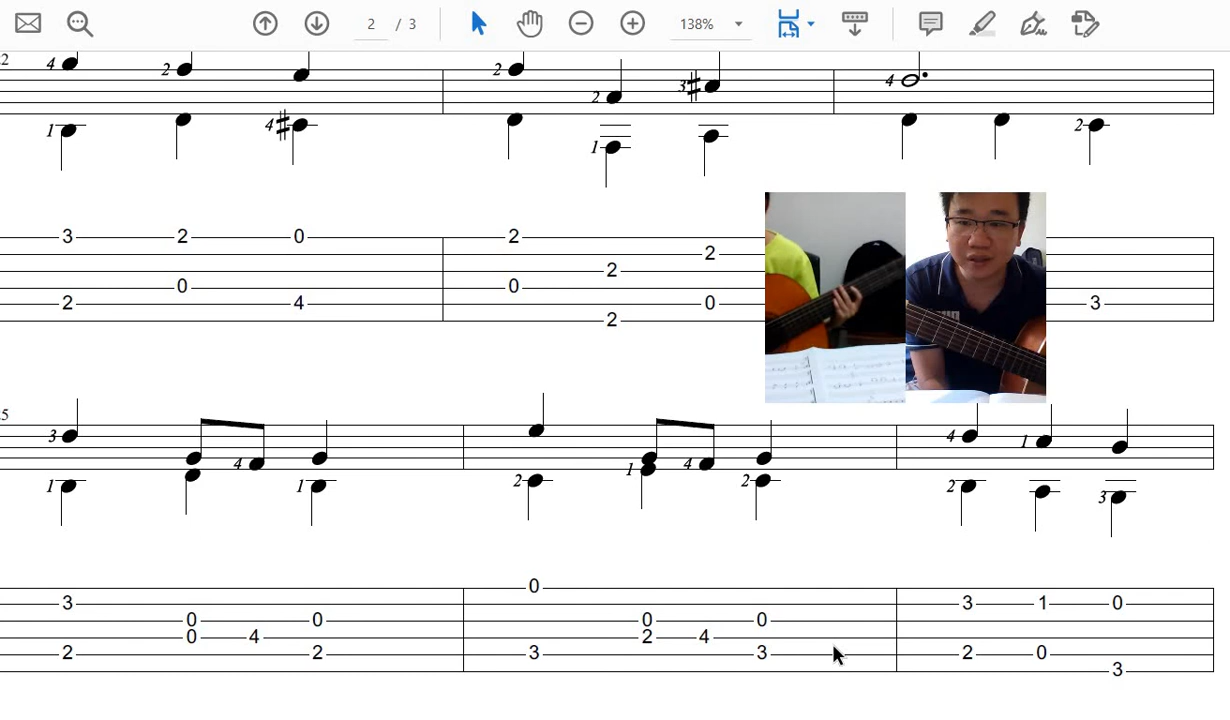 2 / 3 138%
22
4 2 2 2 3 4
1 4 1 2
3 2 0 2 2
2
0 0
2 4 0 3
2
25
3 4 1 4 4 1
1 1 2 2 2 3
0
3 3 1 0
0 0 0 0
0 4 2 4
2 2 3 3 2 0
3